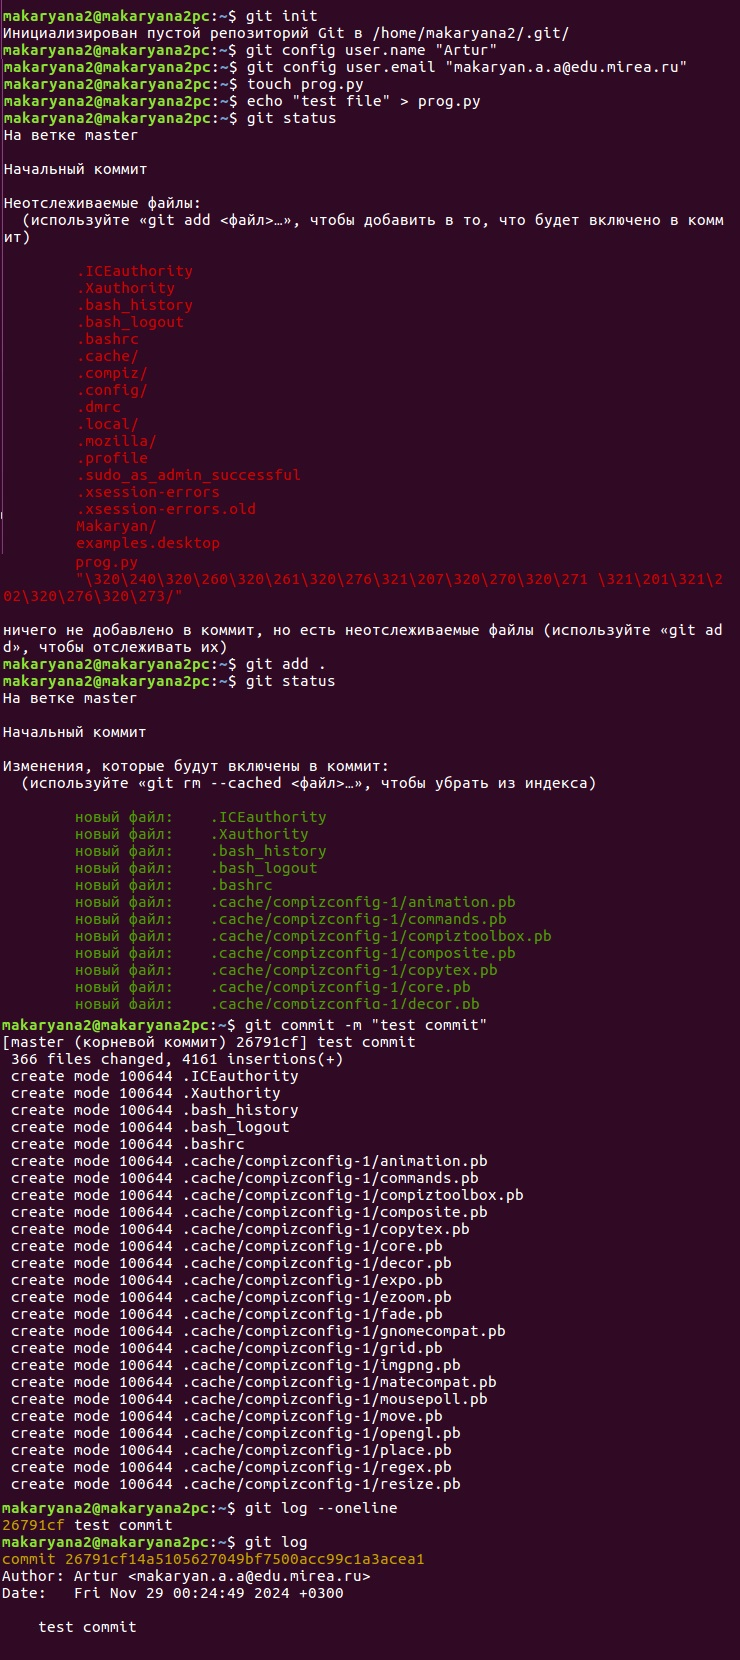 makaryana2@makaryana2pc:~$ git init
Инициализирован пустой репозиторий Git в /home/makaryana2/.git/
makaryana2@makaryana2pc:~$ git config user.name "Artur"
makaryana2@makaryana2pc:~$ git config user.email "makaryan.a.a@edu.mirea.ru"
makaryana2@makaryana2pc:~$ touch prog.py
makaryana2@makaryana2pc:~$ echo "test file" > prog.py
makaryana2@makaryana2pc:~$ git status
На ветке master
Начальный коммит
Неотслеживаемые файлы:
(используйте «git add <файл>…», чтобы добавить в то, что будет включено в комм
ит)
.ICEauthority
.Xauthority
.bash_history
.bash_logout
.bashrc
.cache/
.compiz/
.config/
.dmrc
.local/
.mozilla/
.profile
.sudo_as_admin_successful
.xsession-errors
.xsession-errors.old
Makaryan/
examples.desktop
prog.py
"\320\240\320\260\320\261\320\276\321\207\320\270\320\271 \321\201\321\2
02\320\276\320\273/"
ничего не добавлено в коммит, но есть неотслеживаемые файлы (используйте «git ad
d», чтобы отслеживать их)
makaryana2@makaryana2pc:~$ git add .
makaryana2@makaryana2pc:~$ git status
На ветке master
Начальный коммит
Изменения, которые будут включены в коммит:
(используйте «git rm --cached <файл>…», чтобы убрать из индекса)
новый файл:    .ICEauthority
новый файл:    .Xauthority
новый файл:    .bash_history
новый файл:    .bash_logout
новый файл:    .bashrc
новый файл:    .cache/compizconfig-1/animation.pb
новый файл:    .cache/compizconfig-1/commands.pb
новый файл:    .cache/compizconfig-1/compiztoolbox.pb
новый файл:    .cache/compizconfig-1/composite.pb
новый файл:    .cache/compizconfig-1/copytex.pb
новый файл:    .cache/compizconfig-1/core.pb
новый файл:    .cache/compizconfig-1/decor.pb
makaryana2@makaryana2pc:~$ git commit -m "test commit"
[master (корневой коммит) 26791cf] test commit
366 files changed, 4161 insertions(+)
create mode 100644 .ICEauthority
create mode 100644 .Xauthority
create mode 100644 .bash_history
create mode 100644 .bash_logout
create mode 100644 .bashrc
create mode 100644 .cache/compizconfig-1/animation.pb
create mode 100644 .cache/compizconfig-1/commands.pb
create mode 100644 .cache/compizconfig-1/compiztoolbox.pb
create mode 100644 .cache/compizconfig-1/composite.pb
create mode 100644 .cache/compizconfig-1/copytex.pb
create mode 100644 .cache/compizconfig-1/core.pb
create mode 100644 .cache/compizconfig-1/decor.pb
create mode 100644 .cache/compizconfig-1/expo.pb
create mode 100644 .cache/compizconfig-1/ezoom.pb
create mode 100644 .cache/compizconfig-1/fade.pb
create mode 100644 .cache/compizconfig-1/gnomecompat.pb
create mode 100644 .cache/compizconfig-1/grid.pb
create mode 100644 .cache/compizconfig-1/imgpng.pb
create mode 100644 .cache/compizconfig-1/matecompat.pb
create mode 100644 .cache/compizconfig-1/mousepoll.pb
create mode 100644 .cache/compizconfig-1/move.pb
create mode 100644 .cache/compizconfig-1/opengl.pb
create mode 100644 .cache/compizconfig-1/place.pb
create mode 100644 .cache/compizconfig-1/regex.pb
create mode 100644 .cache/compizconfig-1/resize.pb
makaryana2@makaryana2pc:~$ git log --oneline
26791cf test commit
makaryana2@makaryana2pc:~$ git log
commit 26791cf14a5105627049bf7500acc99c1a3acea1
Author: Artur <makaryan.a.a@edu.mirea.ru>
Date:   Fri Nov 29 00:24:49 2024 +0300
test commit